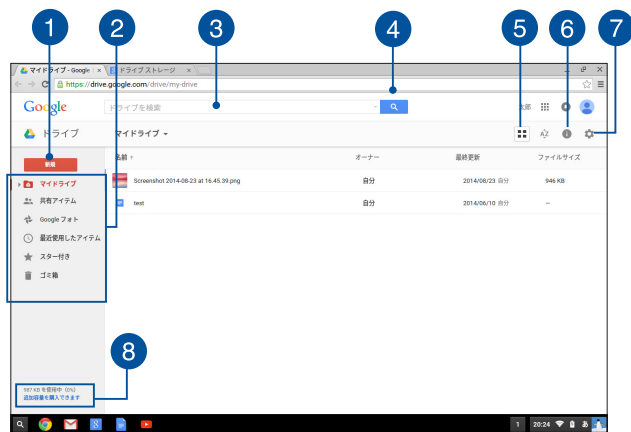 1 2 3 4 5 6 7
マイドライブ - Google ドライブ ストレージ
https://drive.google.com/drive/my-drive
Google ドライブを検索 太郎
ドライブ マイドライブ AZ
新規 名前 ↑ オーナー 最終更新 ファイルサイズ
マイドライブ Screenshot 2014-08-23 at 16.45.39.png 自分 2014/08/23 自分 946 KB
共有アイテム test 自分 2014/06/10 自分 –
Google フォト
最近使用したアイテム
スター付き
ゴミ箱
8
987 KB を使用中 (0%)
追加容量を購入できます
1 20:24 あ